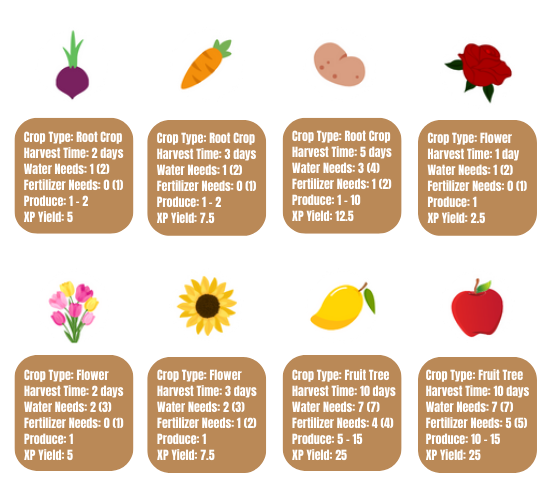 Crop Type: Root Crop
Harvest Time: 2 days
Water Needs: 1 (2)
Fertilizer Needs: 0 (1)
Produce: 1 - 2
XP Yield: 5
Crop Type: Root Crop
Harvest Time: 3 days
Water Needs: 1 (2)
Fertilizer Needs: 0 (1)
Produce: 1 - 2
XP Yield: 7.5
Crop Type: Root Crop
Harvest Time: 5 days
Water Needs: 3 (4)
Fertilizer Needs: 1 (2)
Produce: 1 - 10
XP Yield: 12.5
Crop Type: Flower
Harvest Time: 1 day
Water Needs: 1 (2)
Fertilizer Needs: 0 (1)
Produce: 1
XP Yield: 2.5
Crop Type: Flower
Harvest Time: 2 days
Water Needs: 2 (3)
Fertilizer Needs: 0 (1)
Produce: 1
XP Yield: 5
Crop Type: Flower
Harvest Time: 3 days
Water Needs: 2 (3)
Fertilizer Needs: 1 (2)
Produce: 1
XP Yield: 7.5
Crop Type: Fruit Tree
Harvest Time: 10 days
Water Needs: 7 (7)
Fertilizer Needs: 4 (4)
Produce: 5 - 15
XP Yield: 25
Crop Type: Fruit Tree
Harvest Time: 10 days
Water Needs: 7 (7)
Fertilizer Needs: 5 (5)
Produce: 10 - 15
XP Yield: 25